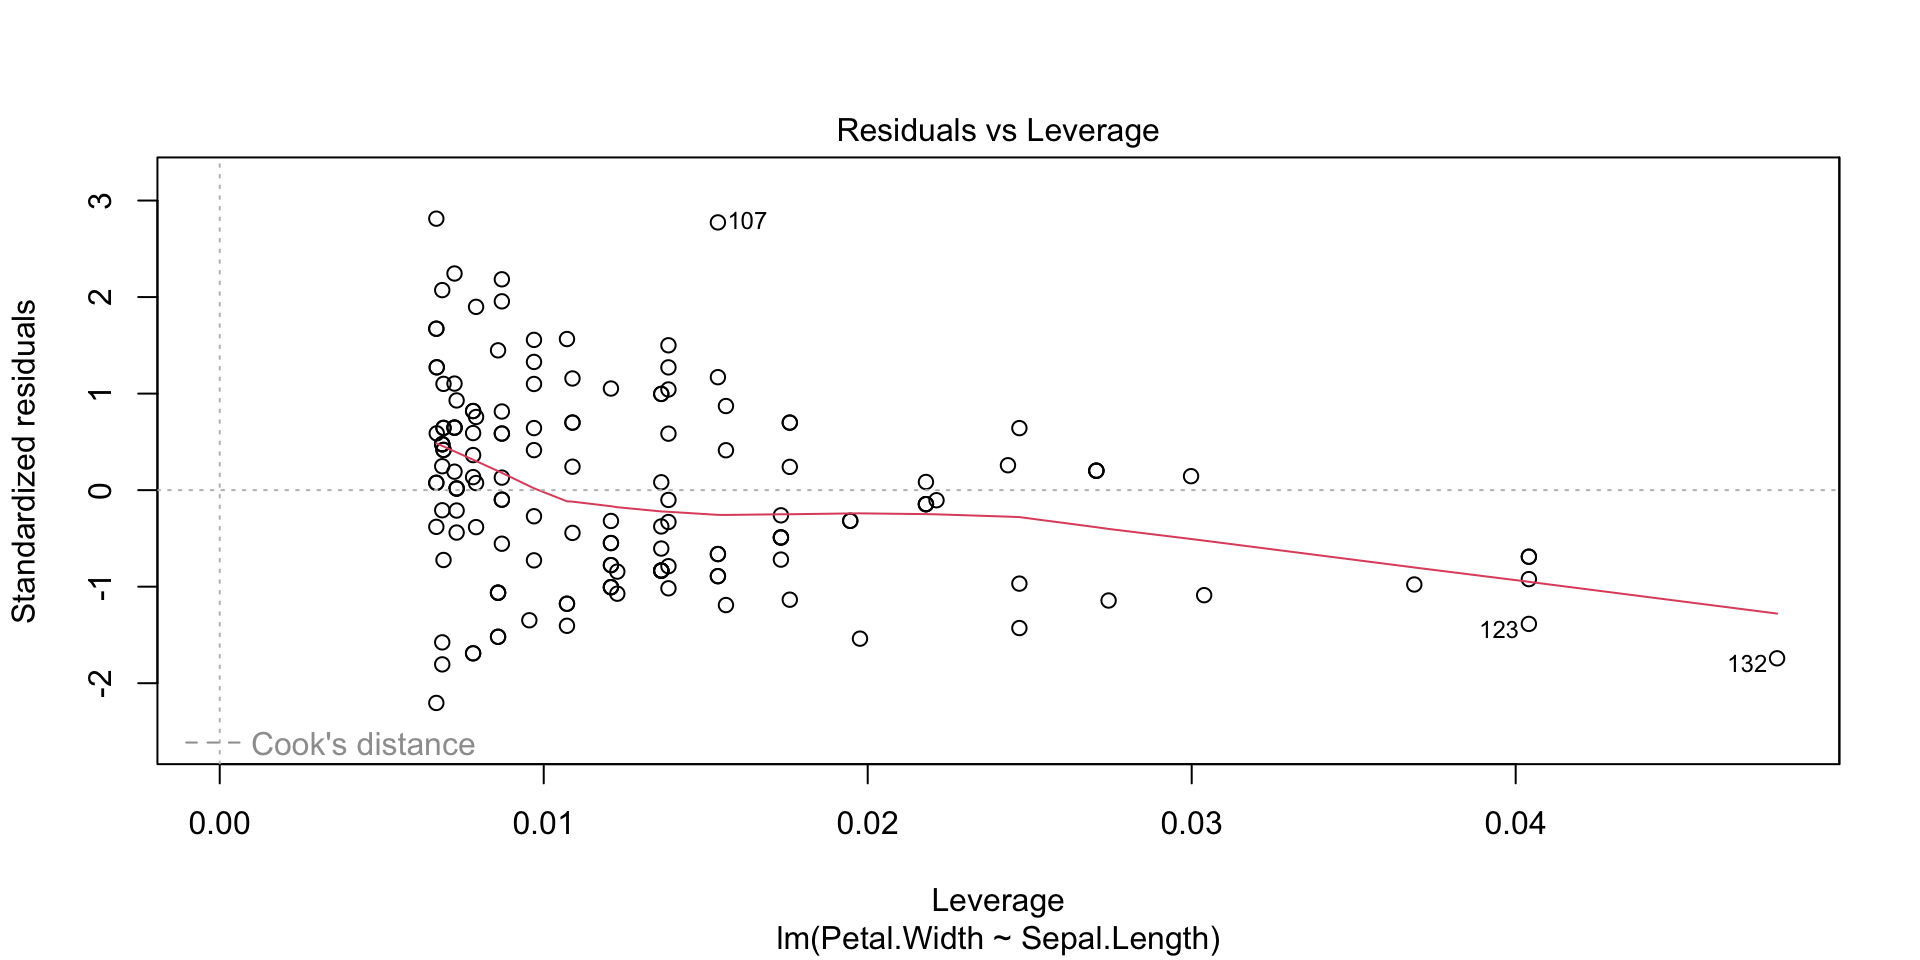 Residuals vs Leverage
Standardized residuals
3
2
1
0
-1
-2
107
123
132
Cook's distance
0.00 0.01 0.02 0.03 0.04
Leverage
lm(Petal.Width ~ Sepal.Length)